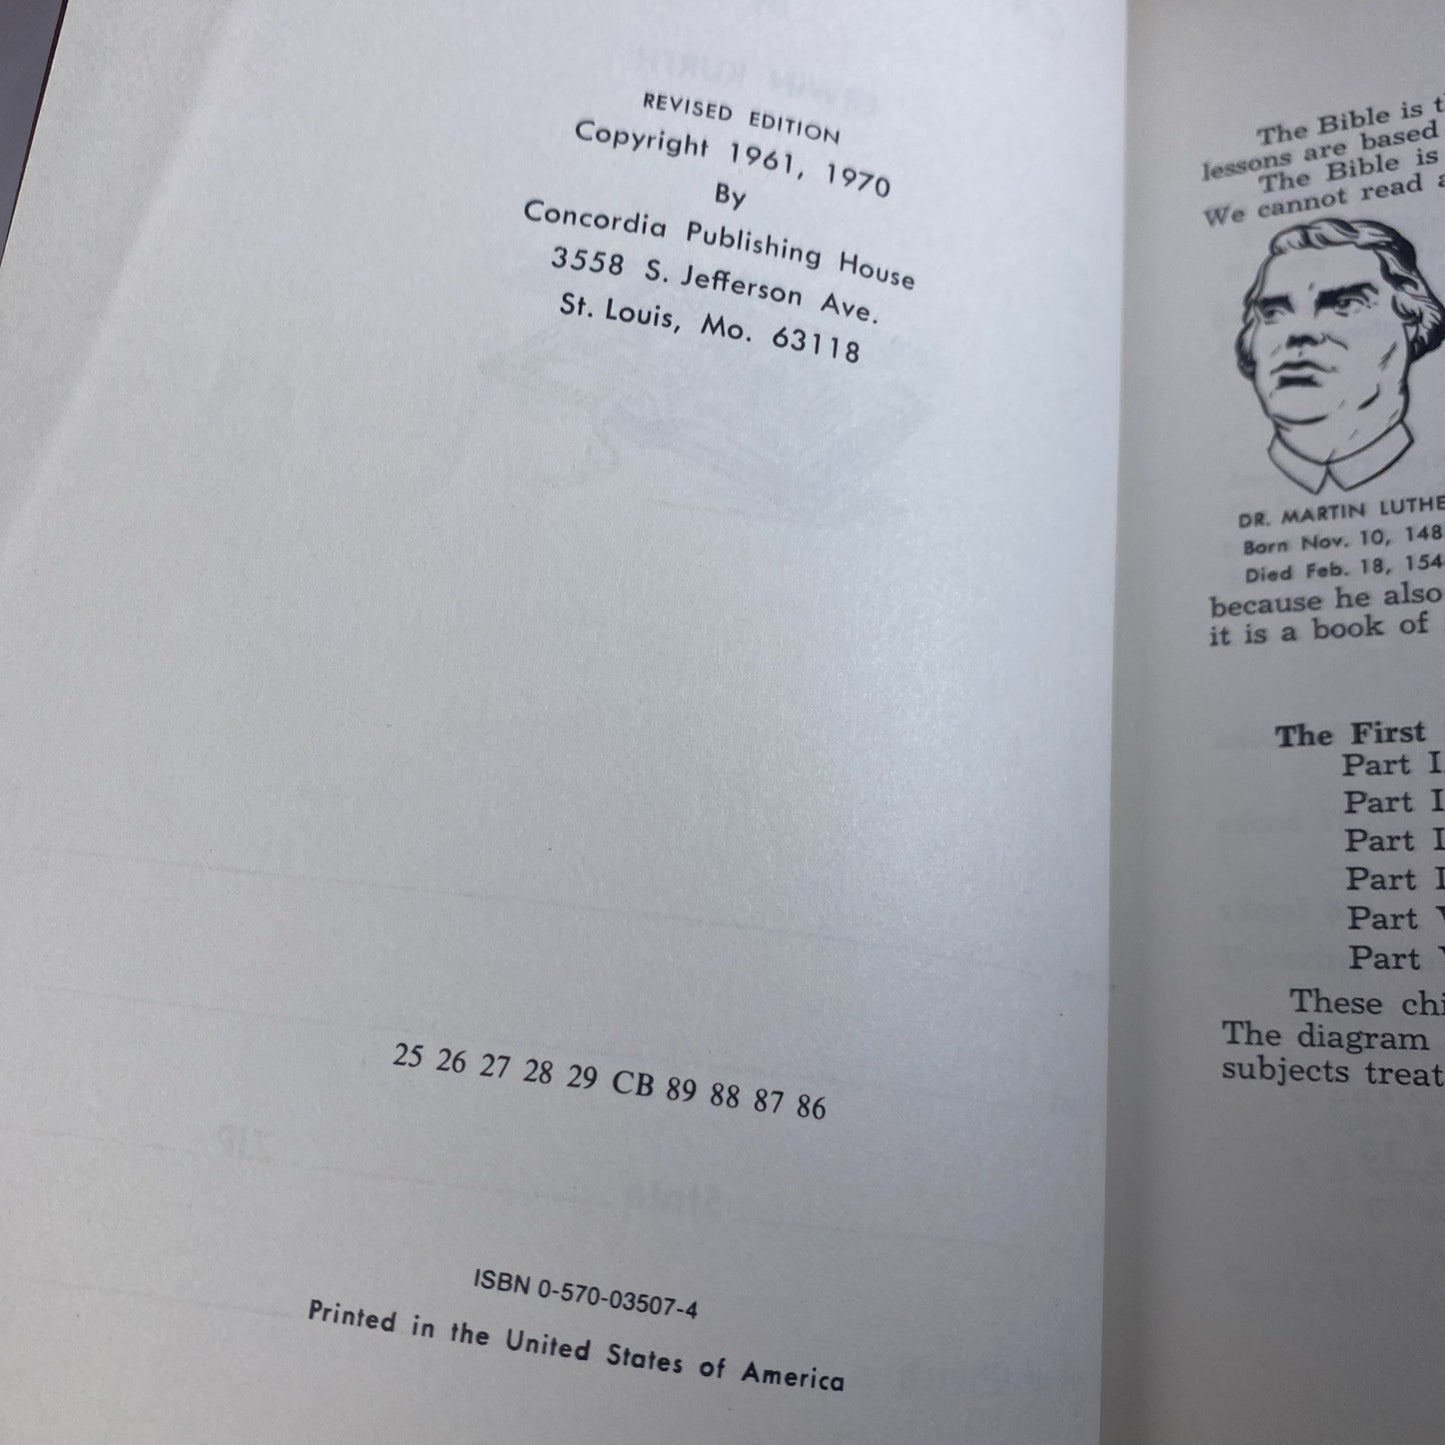 REVISED EDITION
Copyright 1961, 1970
By
Concordia Publishing House
3558 S. Jefferson Ave.
St. Louis, Mo. 63118
25 26 27 28 29 CB 89 88 87 86
ISBN 0-570-03507-4
Printed in the United States of America
The Bible is
lessons are based
The Bible is
We cannot read
DR. MARTIN
Born Nov. 10,
Died Feb. 18,
because he also
it is a book of
The First
Part
Part
Part
Part
Part
Part
These
The diagram
subjects